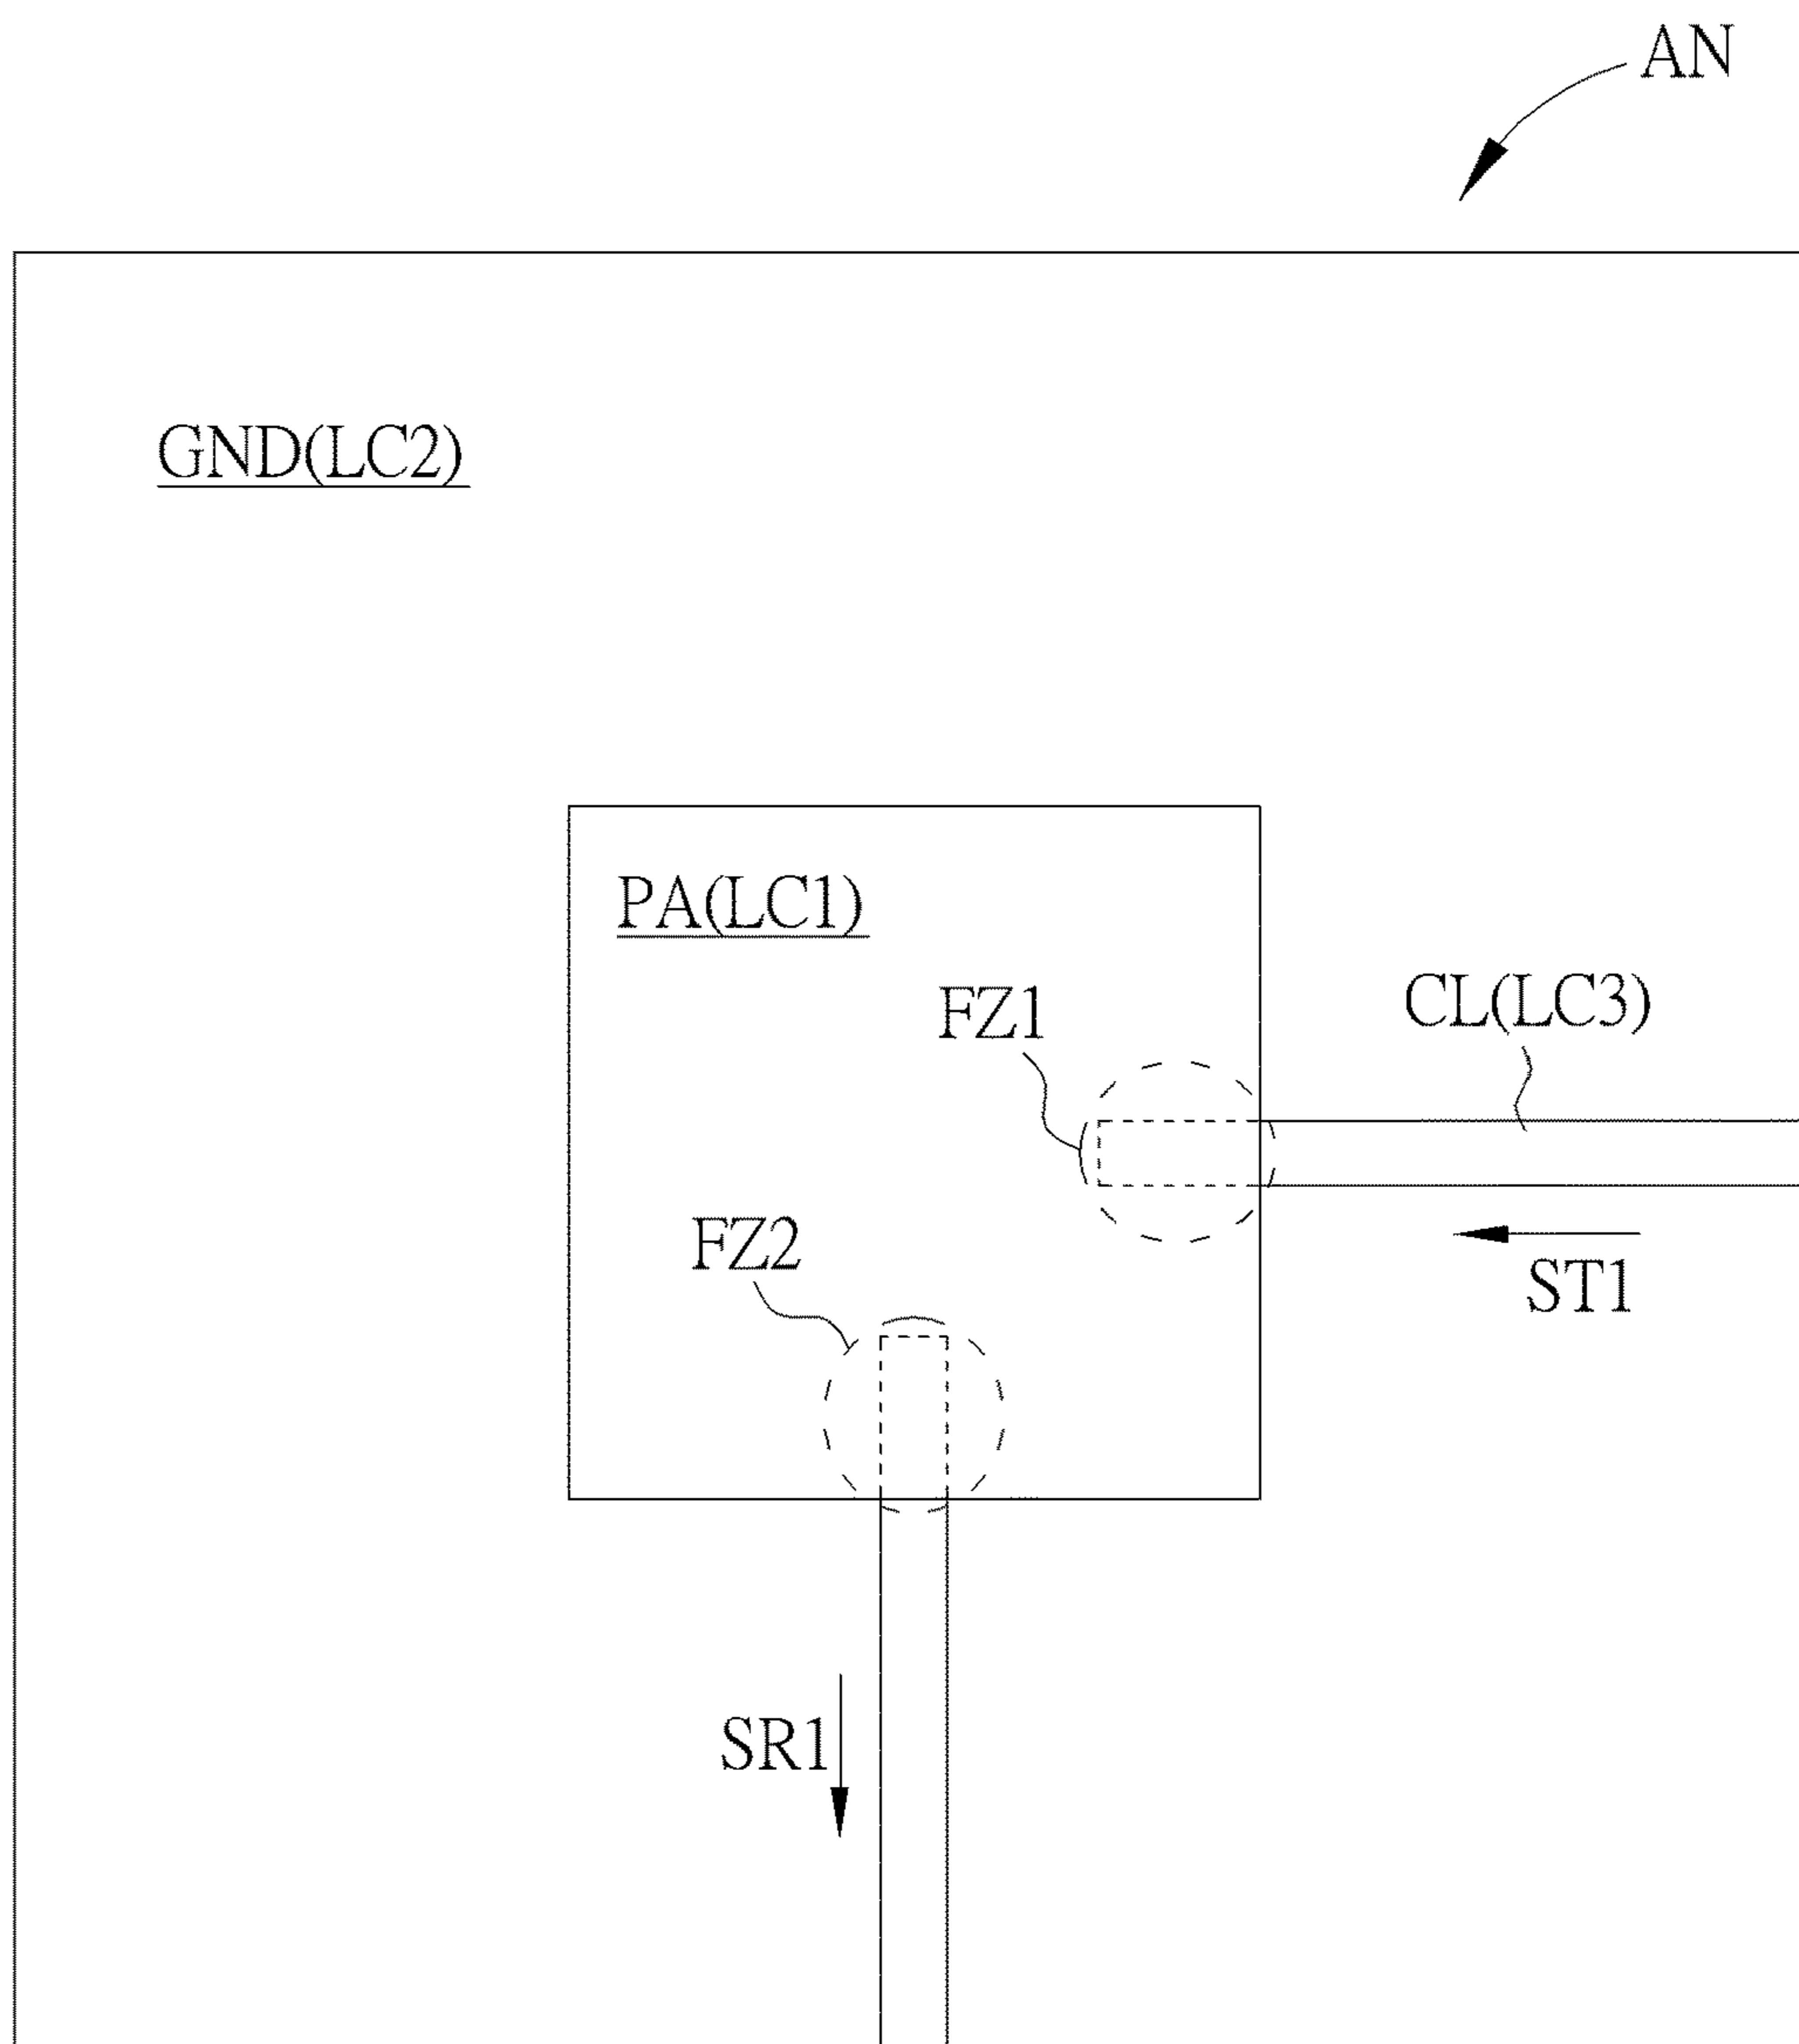 AN
GND(LC2)
PA(LC1)
FZ1
CL(LC3)
FZ2
ST1
SR1